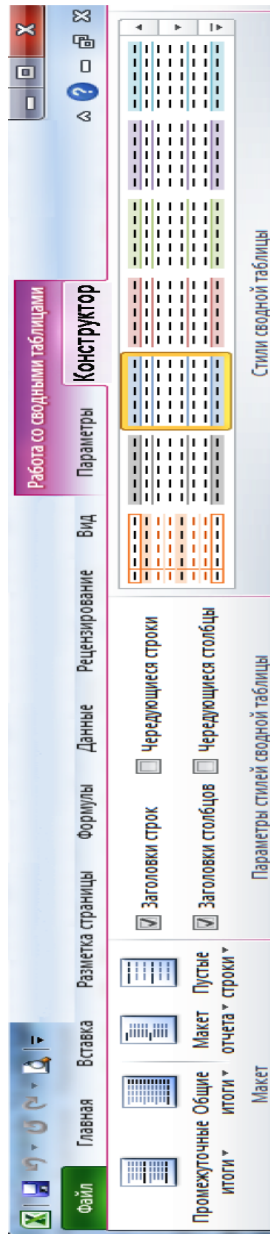 Работа со сводными таблицами
Файл Главная Вставка Разметка страницы Формулы Данные Рецензирование Вид Параметры Конструктор
Промежуточные итоги
Общие итоги
Макет отчета
Пустые строки
Макет
Заголовки строк
Чередующиеся строки
Заголовки столбцов
Чередующиеся столбцы
Параметры стилей сводной таблицы
Стили сводной таблицы